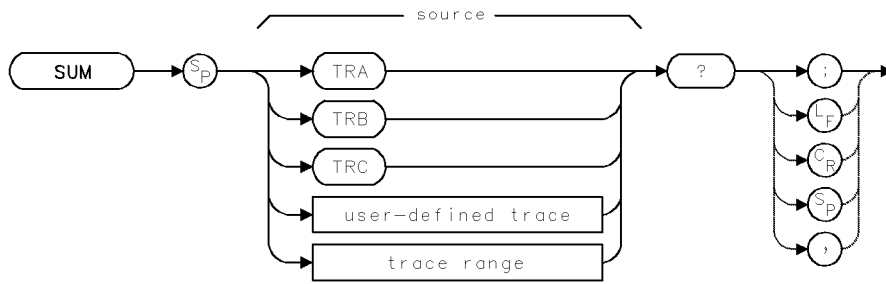 source
SUM SP TRA ? ;
TRB LF
TRC CR
user-defined trace SP
trace range ,